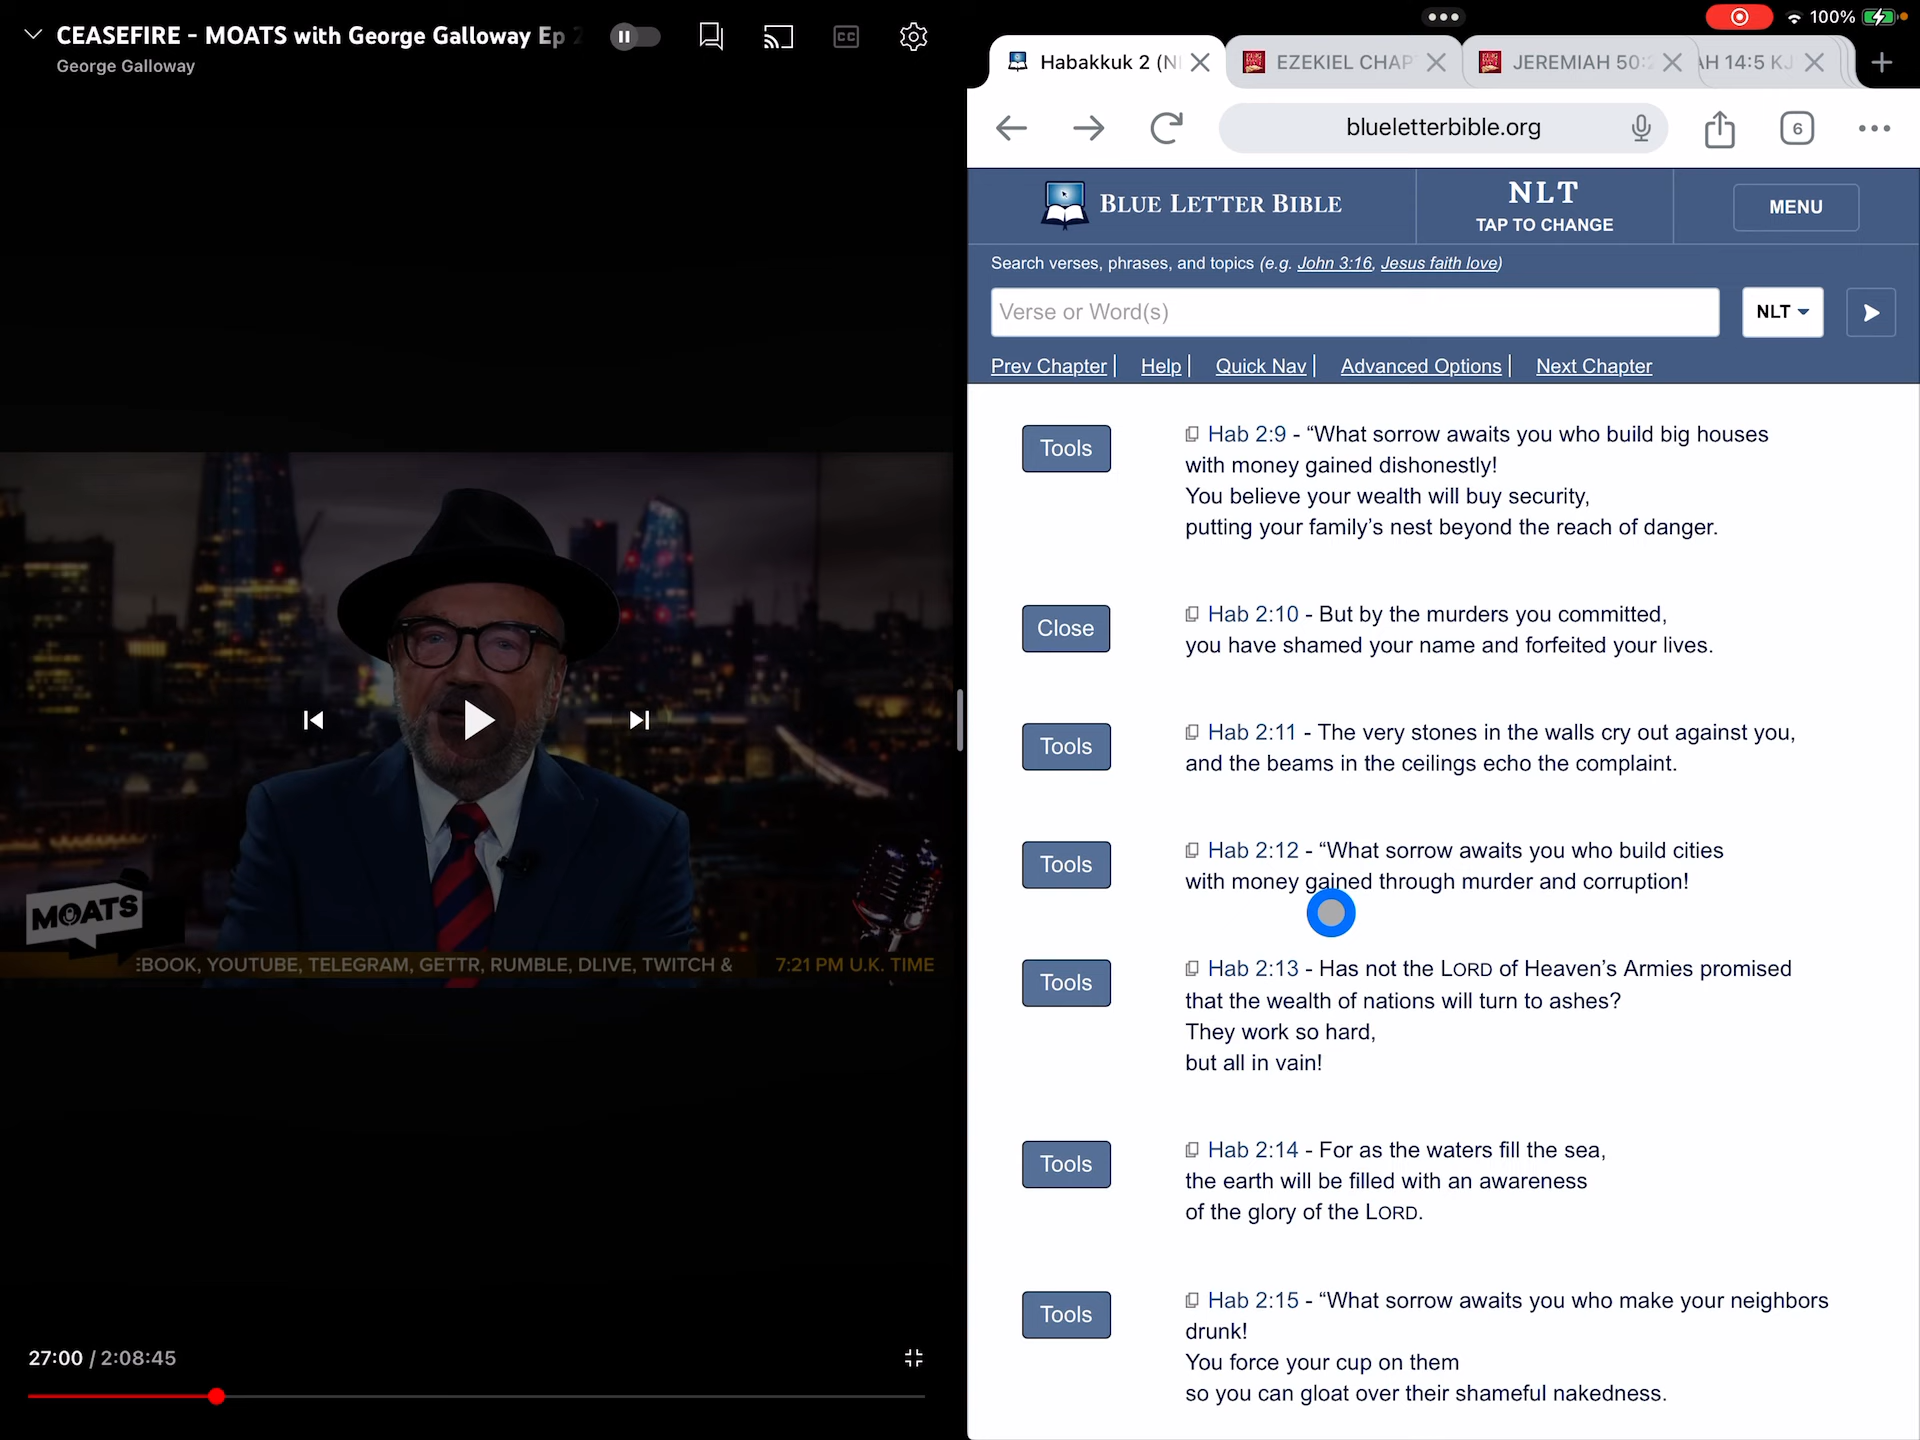 CEASEFIRE - MOATS with George Galloway Ep
George Galloway
CC
MOATS
:BOOK, YOUTUBE, TELEGRAM, GETTR, RUMBLE, DLIVE, TWITCH &
7:21 PM U.K. TIME
27:00 / 2:08:45
100%
Habakkuk 2 (N
EZEKIEL CHAP
JEREMIAH 50:
AH 14:5 KJ
blueletterbible.org
6
BLUE LETTER BIBLE
NLT
TAP TO CHANGE
MENU
Search verses, phrases, and topics (e.g. John 3:16, Jesus faith love)
Verse or Word(s)
NLT
Prev Chapter | Help | Quick Nav | Advanced Options | Next Chapter
Tools
Hab 2:9 - “What sorrow awaits you who build big houses
with money gained dishonestly!
You believe your wealth will buy security,
putting your family’s nest beyond the reach of danger.
Close
Hab 2:10 - But by the murders you committed,
you have shamed your name and forfeited your lives.
Tools
Hab 2:11 - The very stones in the walls cry out against you,
and the beams in the ceilings echo the complaint.
Tools
Hab 2:12 - “What sorrow awaits you who build cities
with money gained through murder and corruption!
Tools
Hab 2:13 - Has not the LORD of Heaven’s Armies promised
that the wealth of nations will turn to ashes?
They work so hard,
but all in vain!
Tools
Hab 2:14 - For as the waters fill the sea,
the earth will be filled with an awareness
of the glory of the LORD.
Tools
Hab 2:15 - “What sorrow awaits you who make your neighbors
drunk!
You force your cup on them
so you can gloat over their shameful nakedness.